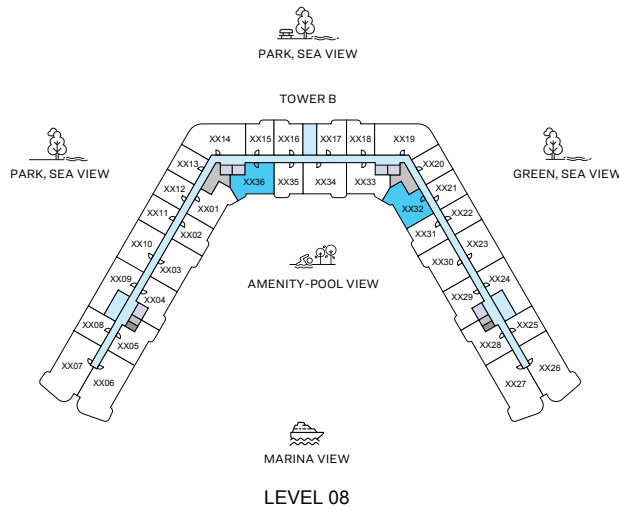 PARK, SEA VIEW
TOWER B
PARK, SEA VIEW
GREEN, SEA VIEW
XX14
XX15
XX16
XX17
XX18
XX19
XX13
XX20
XX12
XX36
XX35
XX34
XX33
XX21
XX11
XX01
XX32
XX22
XX10
XX02
XX31
XX23
XX09
XX03
XX30
XX24
XX08
XX04
XX29
XX25
XX07
XX05
XX28
XX26
XX06
XX27
AMENITY-POOL VIEW
MARINA VIEW
LEVEL 08